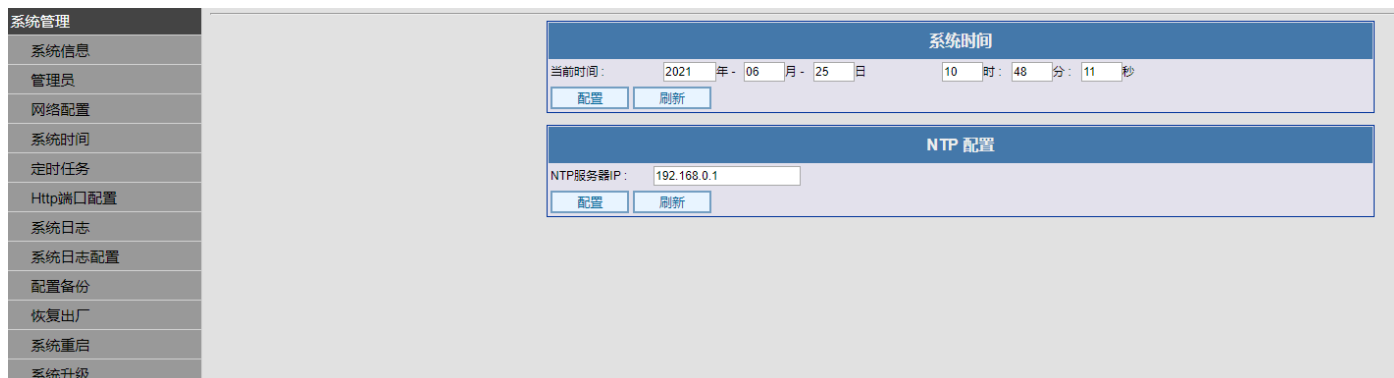 系统管理
系统信息
管理员
网络配置
系统时间
定时任务
Http端口配置
系统日志
系统日志配置
配置备份
恢复出厂
系统重启
系统升级
系统时间
当前时间： 2021 年 - 06 月 - 25 日 10 时： 48 分： 11 秒
配置 刷新
NTP 配置
NTP服务器IP： 192.168.0.1
配置 刷新